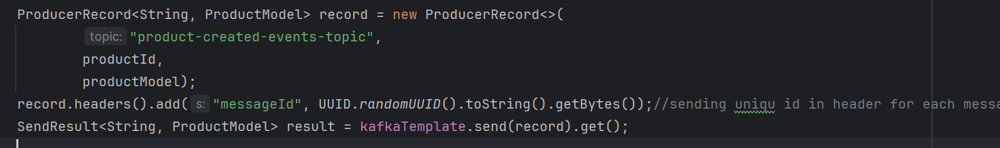 ProducerRecord<String, ProductModel> record = new ProducerRecord<>(
topic: "product-created-events-topic",
productId,
productModel);
record.headers().add( s: "messageId", UUID.randomUUID().toString().getBytes());//sending uniqu id in header for each messa
SendResult<String, ProductModel> result = kafkaTemplate.send(record).get();